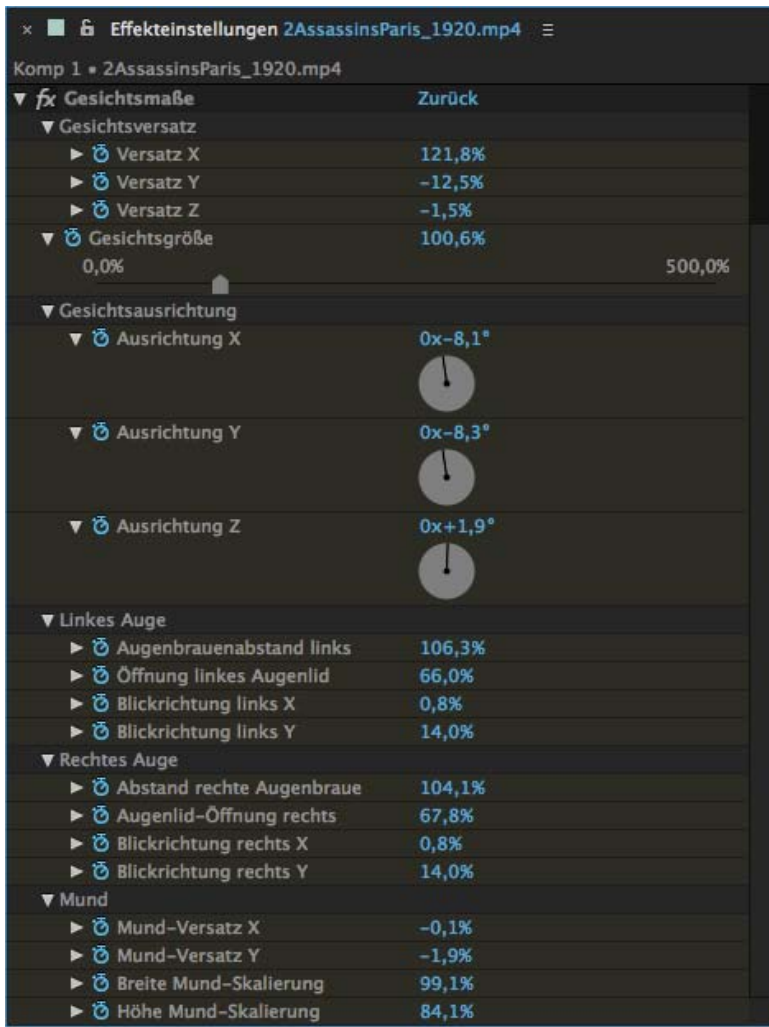 Effekteinstellungen 2AssassinsParis_1920.mp4
Komp 1 • 2AssassinsParis_1920.mp4
fx Gesichtsmaße Zurück
Gesichtsversatz
Versatz X 121,8%
Versatz Y -12,5%
Versatz Z -1,5%
Gesichtsgröße 100,6%
0,0% 500,0%
Gesichtsausrichtung
Ausrichtung X 0x-8,1°
Ausrichtung Y 0x-8,3°
Ausrichtung Z 0x+1,9°
Linkes Auge
Augenbrauenabstand links 106,3%
Öffnung linkes Augenlid 66,0%
Blickrichtung links X 0,8%
Blickrichtung links Y 14,0%
Rechtes Auge
Abstand rechte Augenbraue 104,1%
Augenlid-Öffnung rechts 67,8%
Blickrichtung rechts X 0,8%
Blickrichtung rechts Y 14,0%
Mund
Mund-Versatz X -0,1%
Mund-Versatz Y -1,9%
Breite Mund-Skalierung 99,1%
Höhe Mund-Skalierung 84,1%